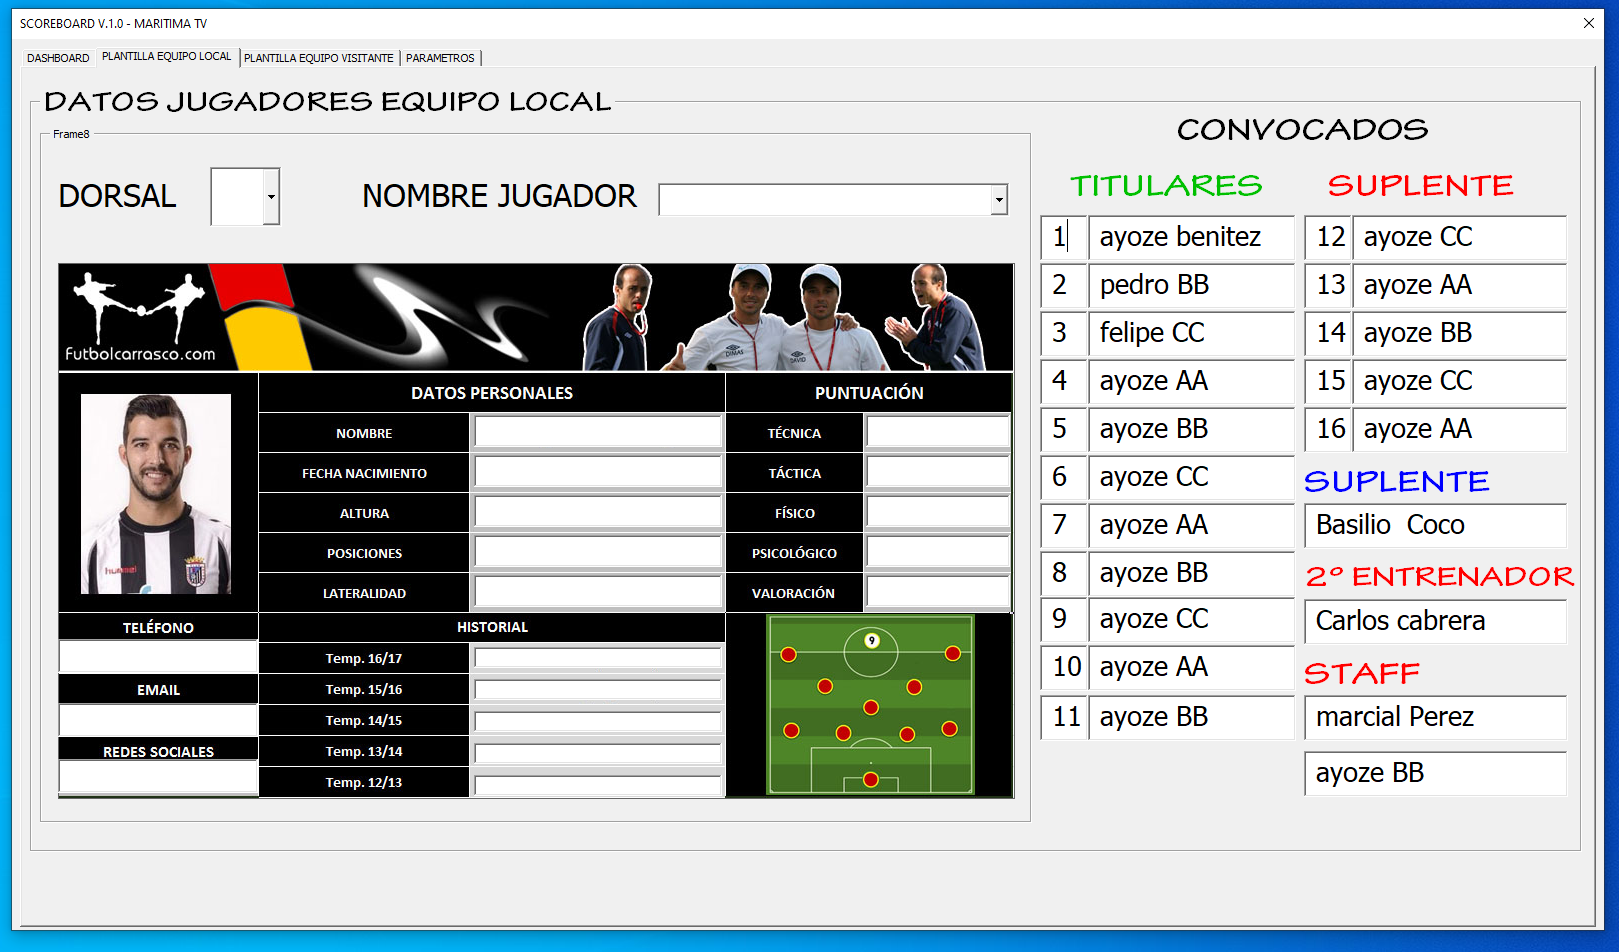 SCOREBOARD V.1.0 - MARITIMA TV
DASHBOARD
PLANTILLA EQUIPO LOCAL
PLANTILLA EQUIPO VISITANTE
PARAMETROS
DATOS JUGADORES EQUIPO LOCAL
Frame8
DORSAL
NOMBRE JUGADOR
Futbolcarrasco.com
DIMAS
DAVID
DATOS PERSONALES
PUNTUACIÓN
NOMBRE
TÉCNICA
FECHA NACIMIENTO
TÁCTICA
ALTURA
FÍSICO
POSICIONES
PSICOLÓGICO
LATERALIDAD
VALORACIÓN
hummel
TELÉFONO
EMAIL
REDES SOCIALES
HISTORIAL
Temp. 16/17
Temp. 15/16
Temp. 14/15
Temp. 13/14
Temp. 12/13
9
CONVOCADOS
TITULARES
1 ayoze benitez
2 pedro BB
3 felipe CC
4 ayoze AA
5 ayoze BB
6 ayoze CC
7 ayoze AA
8 ayoze BB
9 ayoze CC
10 ayoze AA
11 ayoze BB
SUPLENTE
12 ayoze CC
13 ayoze AA
14 ayoze BB
15 ayoze CC
16 ayoze AA
SUPLENTE
Basilio  Coco
2º ENTRENADOR
Carlos cabrera
STAFF
marcial Perez
ayoze BB